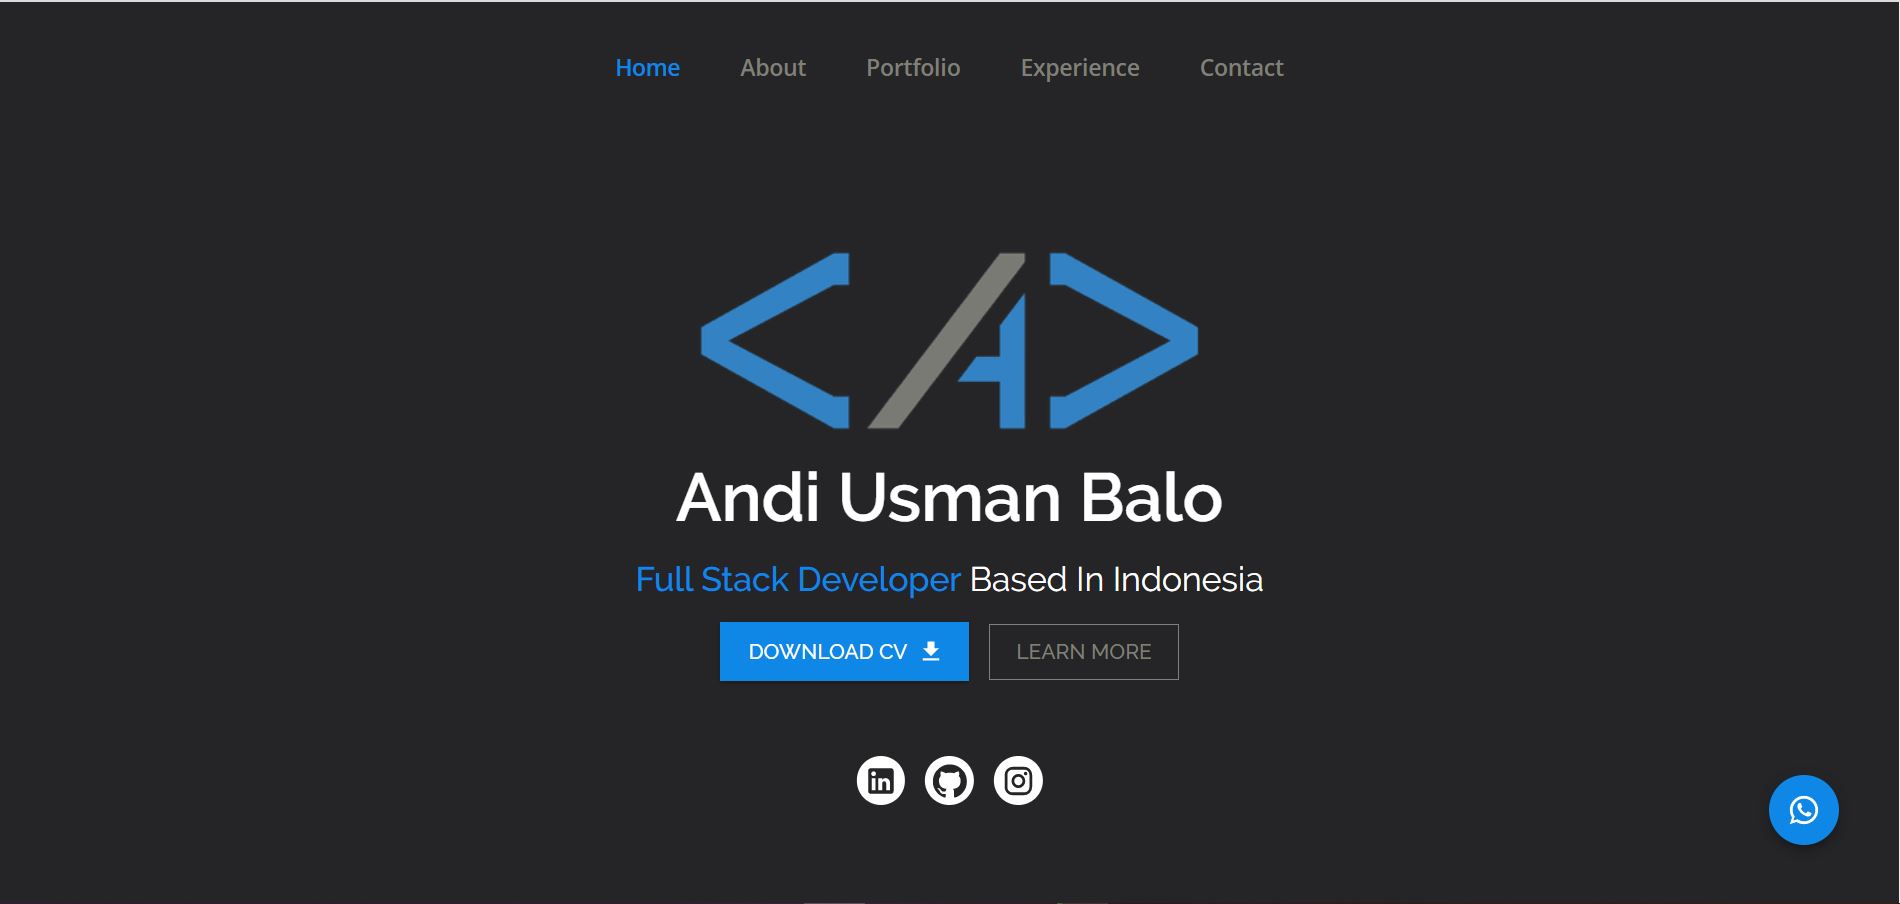 Home About Portfolio Experience Contact
Andi Usman Balo
Full Stack Developer Based In Indonesia
DOWNLOAD CV LEARN MORE